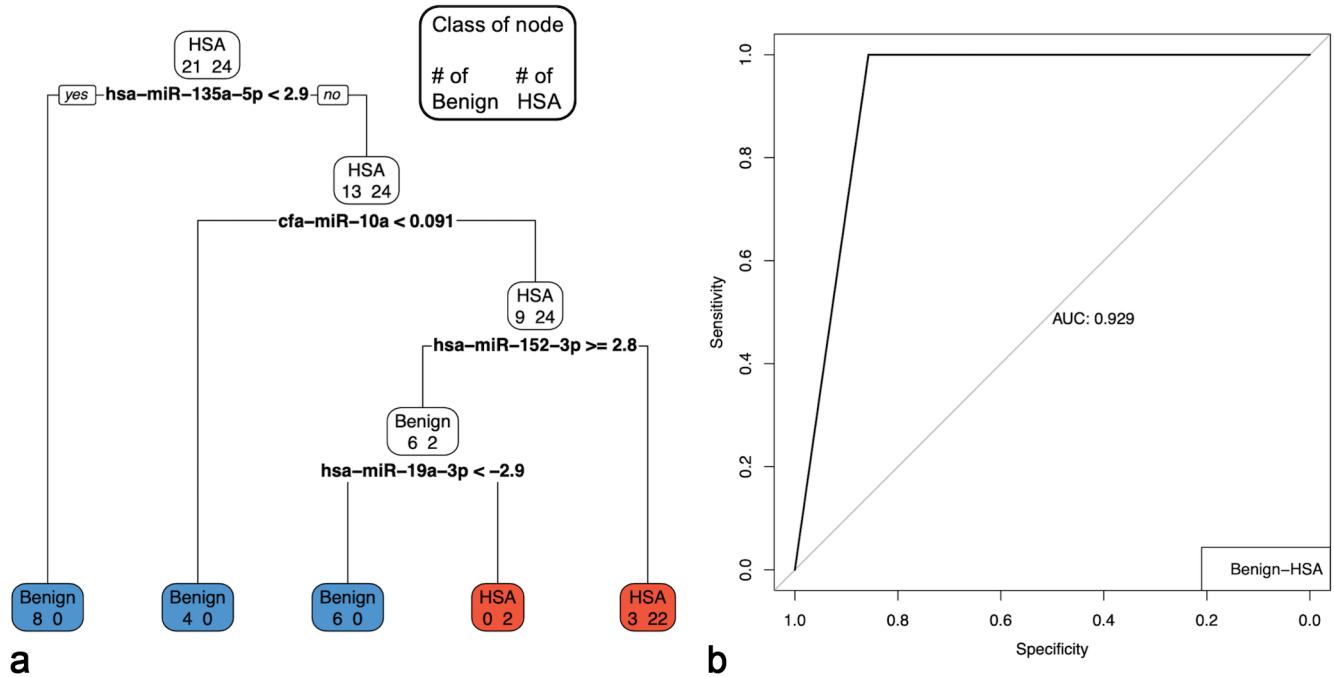 HSA
21 24
yes
hsa-miR-135a-5p < 2.9
no
Class of node
# of # of
Benign HSA
HSA
13 24
cfa-miR-10a < 0.091
HSA
9 24
hsa-miR-152-3p >= 2.8
Benign
6 2
hsa-miR-19a-3p < -2.9
Benign
8 0
Benign
4 0
Benign
6 0
HSA
0 2
HSA
3 22
a
Sensitivity
1.0
0.8
0.6
0.4
0.2
0.0
AUC: 0.929
Benign-HSA
1.0 0.8 0.6 0.4 0.2 0.0
Specificity
b